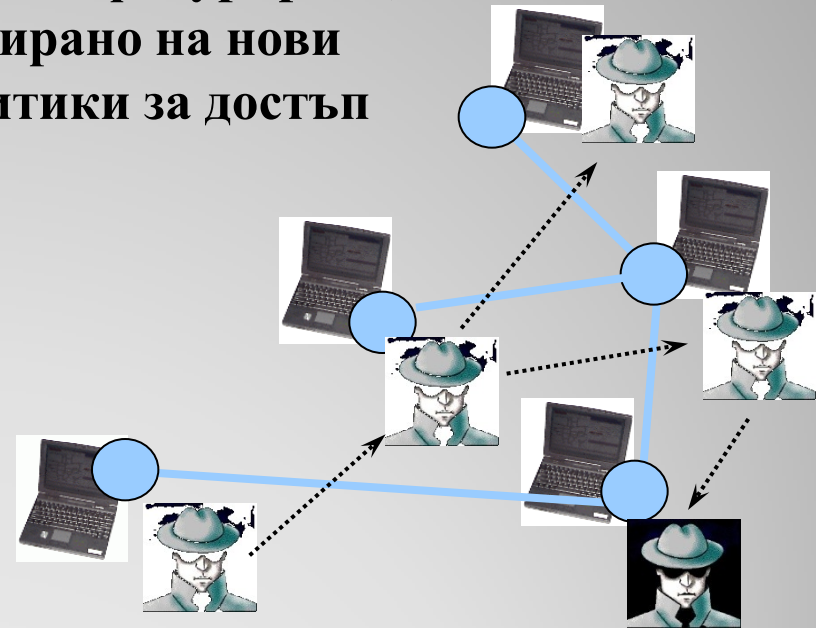 ирано на нови
итики за достъп